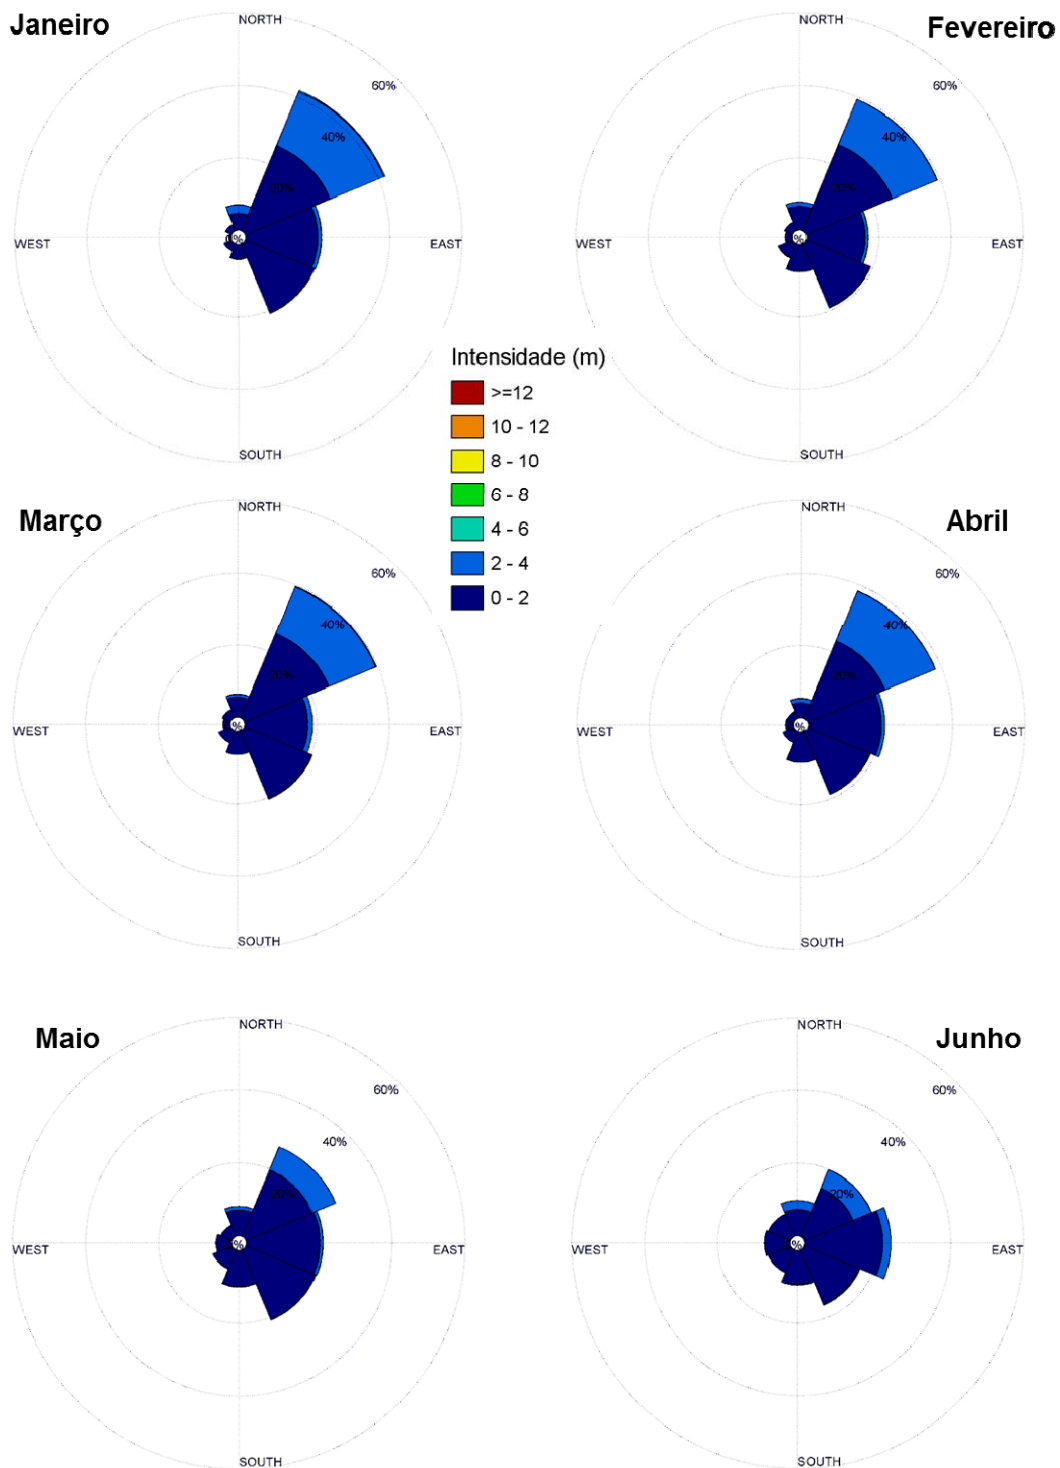 Janeiro
NORTH
60%
40%
20%
%
WEST
EAST
SOUTH
Fevereiro
NORTH
60%
40%
20%
%
WEST
EAST
SOUTH
Intensidade (m)
>=12
10 - 12
8 - 10
6 - 8
4 - 6
2 - 4
0 - 2
Março
NORTH
60%
40%
20%
%
WEST
EAST
SOUTH
Abril
NORTH
60%
40%
20%
%
WEST
EAST
SOUTH
Maio
NORTH
60%
40%
20%
%
WEST
EAST
SOUTH
Junho
NORTH
60%
40%
20%
%
WEST
EAST
SOUTH